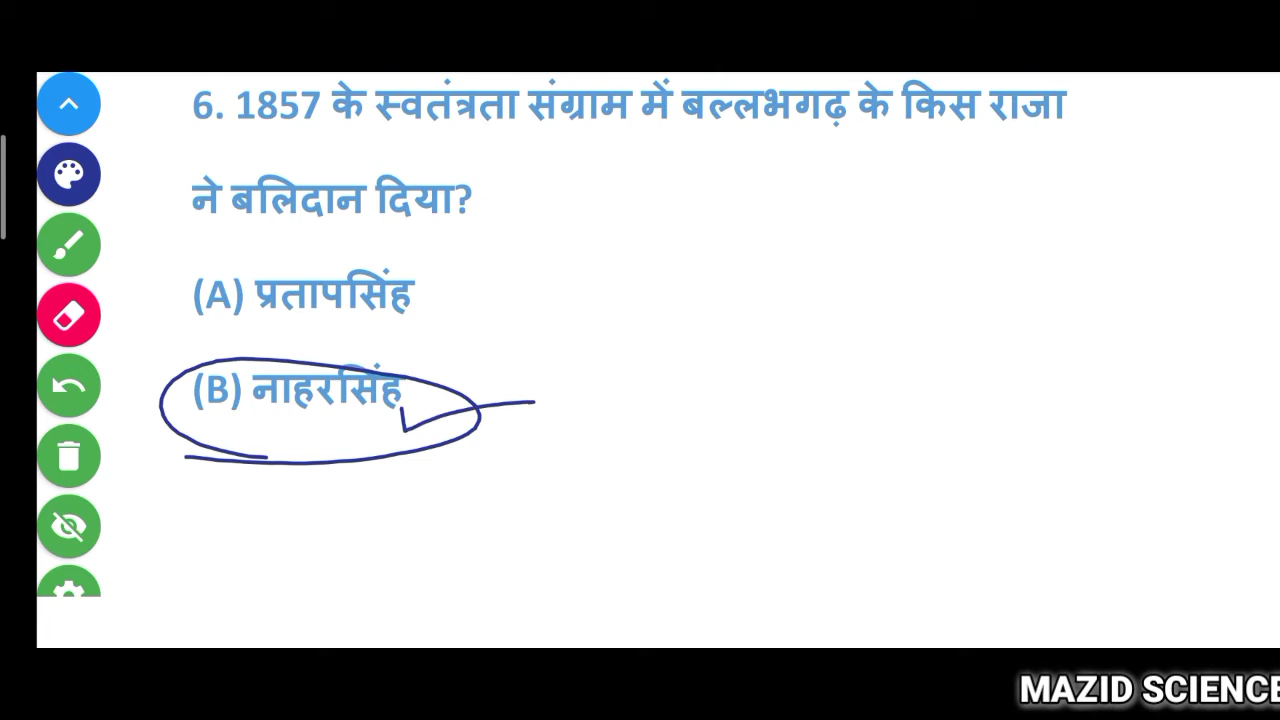 6. 1857 के स्वतंत्रता संग्राम में बल्लभगढ़ के किस राजा
ने बलिदान दिया?
(A) प्रतापसिंह
(B) नाहरसिंह
MAZID SCIENCE